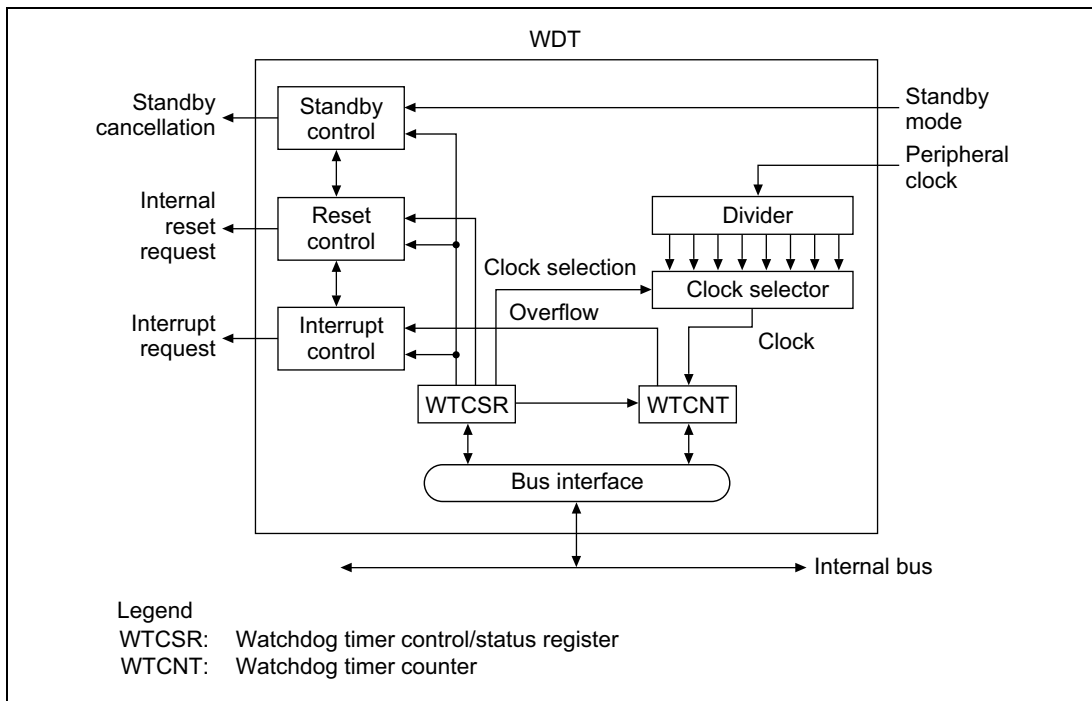 WDT
Standby
cancellation
Standby
control
Standby
mode
Peripheral
clock
Internal
reset
request
Reset
control
Divider
Clock selection
Clock selector
Overflow
Interrupt
request
Interrupt
control
Clock
WTCSR
WTCNT
Bus interface
Internal bus
Legend
WTCSR: Watchdog timer control/status register
WTCNT: Watchdog timer counter